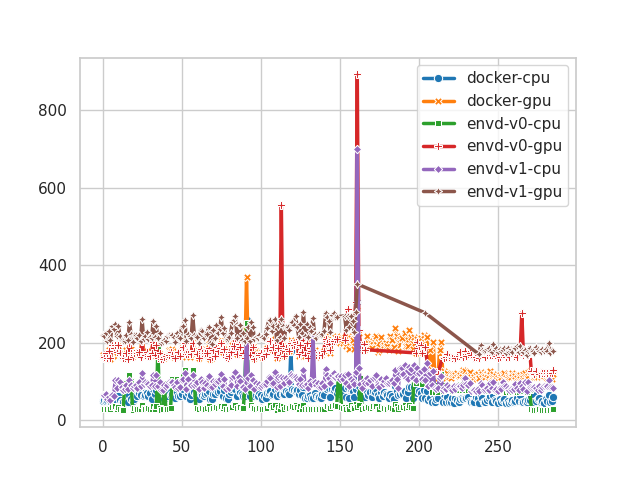 800
600
400
200
0
0
50
100
150
200
250
docker-cpu
docker-gpu
envd-v0-cpu
envd-v0-gpu
envd-v1-cpu
envd-v1-gpu